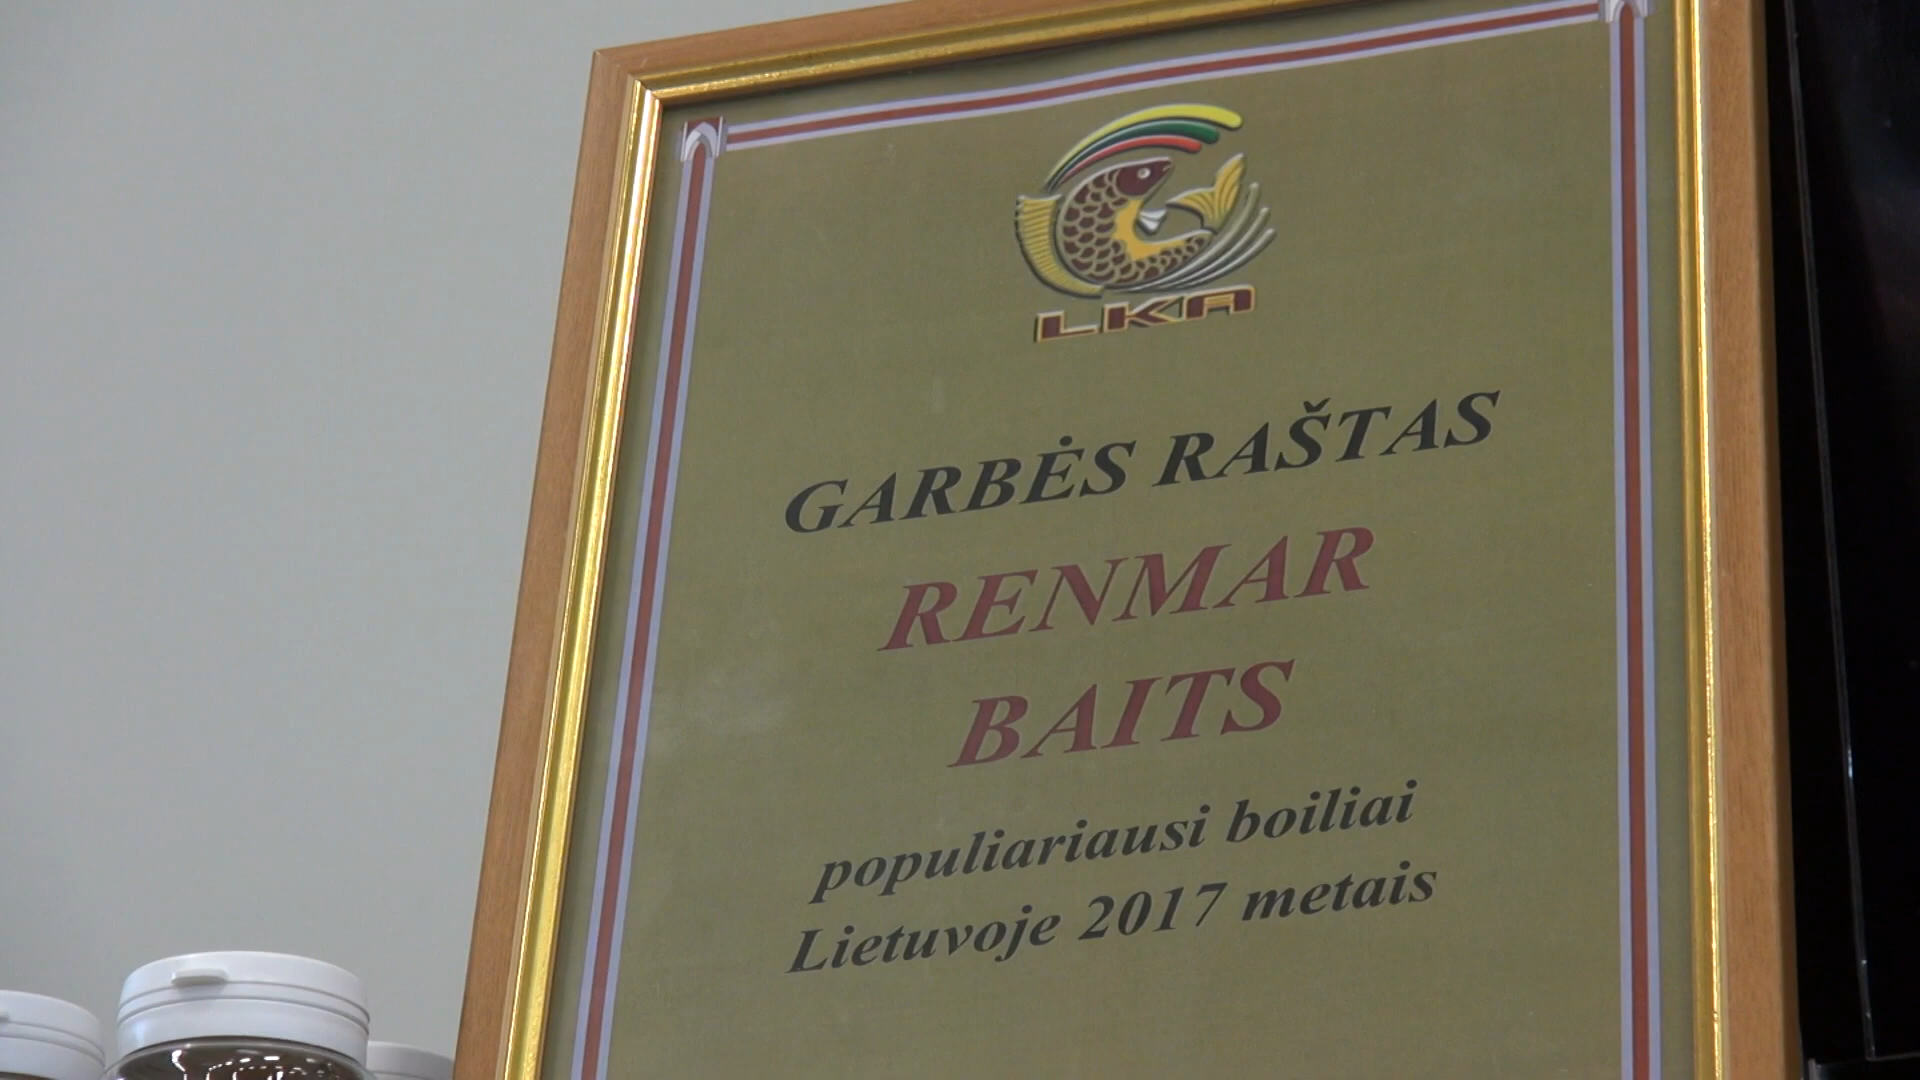 LKA
GARBĖS RAŠTAS
RENMAR
BAITS
populiariausi boiliai
Lietuvoje 2017 metais